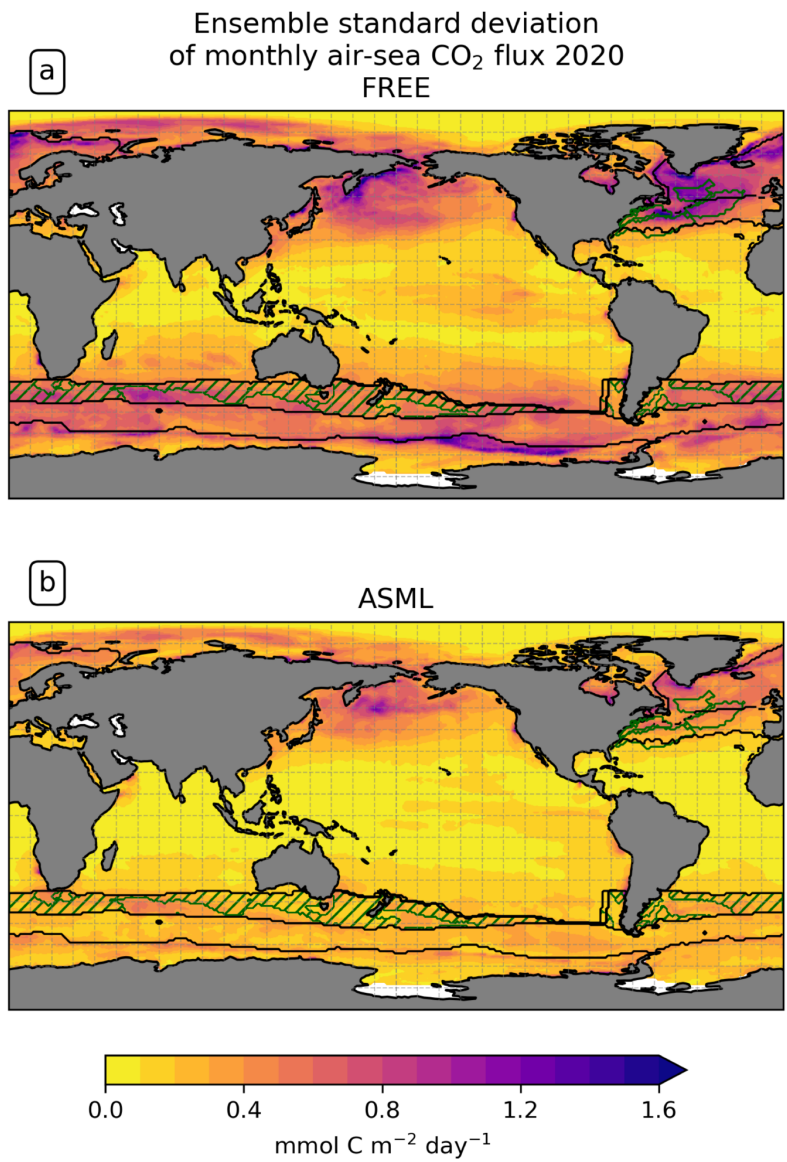 Ensemble standard deviation
of monthly air-sea CO₂ flux 2020
a
FREE
b
ASML
0.0 0.4 0.8 1.2 1.6
mmol C m⁻² day⁻¹